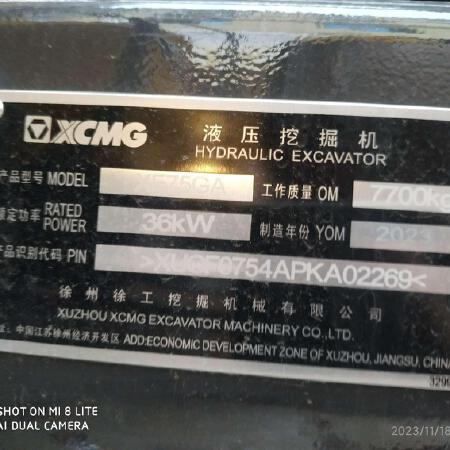 XCMG 液压挖掘机
HYDRAULIC EXCAVATOR
产品型号 MODEL XE75GA 工作质量 OM 7700kg
额定功率 RATED POWER 36kW 制造年份 YOM 2023
产品识别代码 PIN
徐州徐工挖掘机械有限公司
XUZHOU XCMG EXCAVATOR MACHINERY CO.,LTD.
址：中国江苏徐州经济开发区 ADD:ECONOMIC DEVELOPMENT ZONE OF XUZHOU, JIANGSU, CHINA
SHOT ON MI 8 LITE
AI DUAL CAMERA
2023/11/18